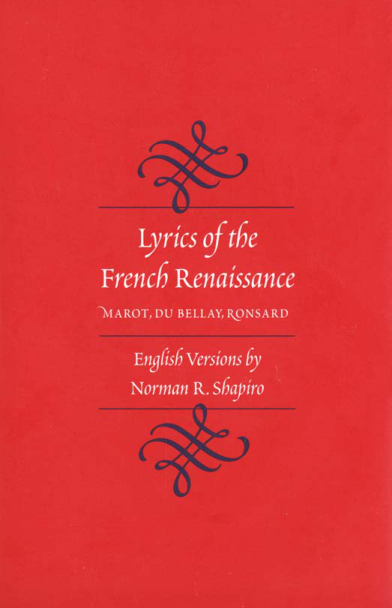 Lyrics of the
French Renaissance
MAROT, DU BELLAY, RONSARD
English Versions by
Norman R. Shapiro